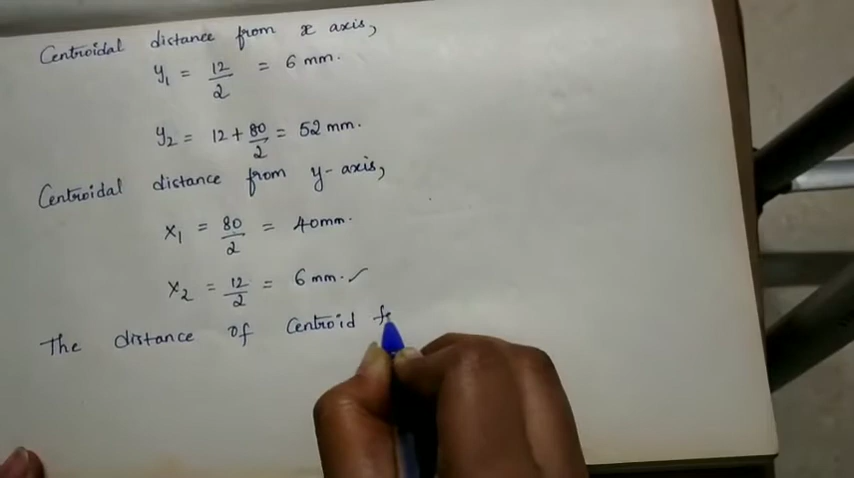 Centroidal distance from x axis,
y₁ = 12/2 = 6 mm.
y₂ = 12 + 80/2 = 52 mm.
Centroidal distance from y-axis,
x₁ = 80/2 = 40mm.
x₂ = 12/2 = 6 mm. ✓
The distance of Centroid f